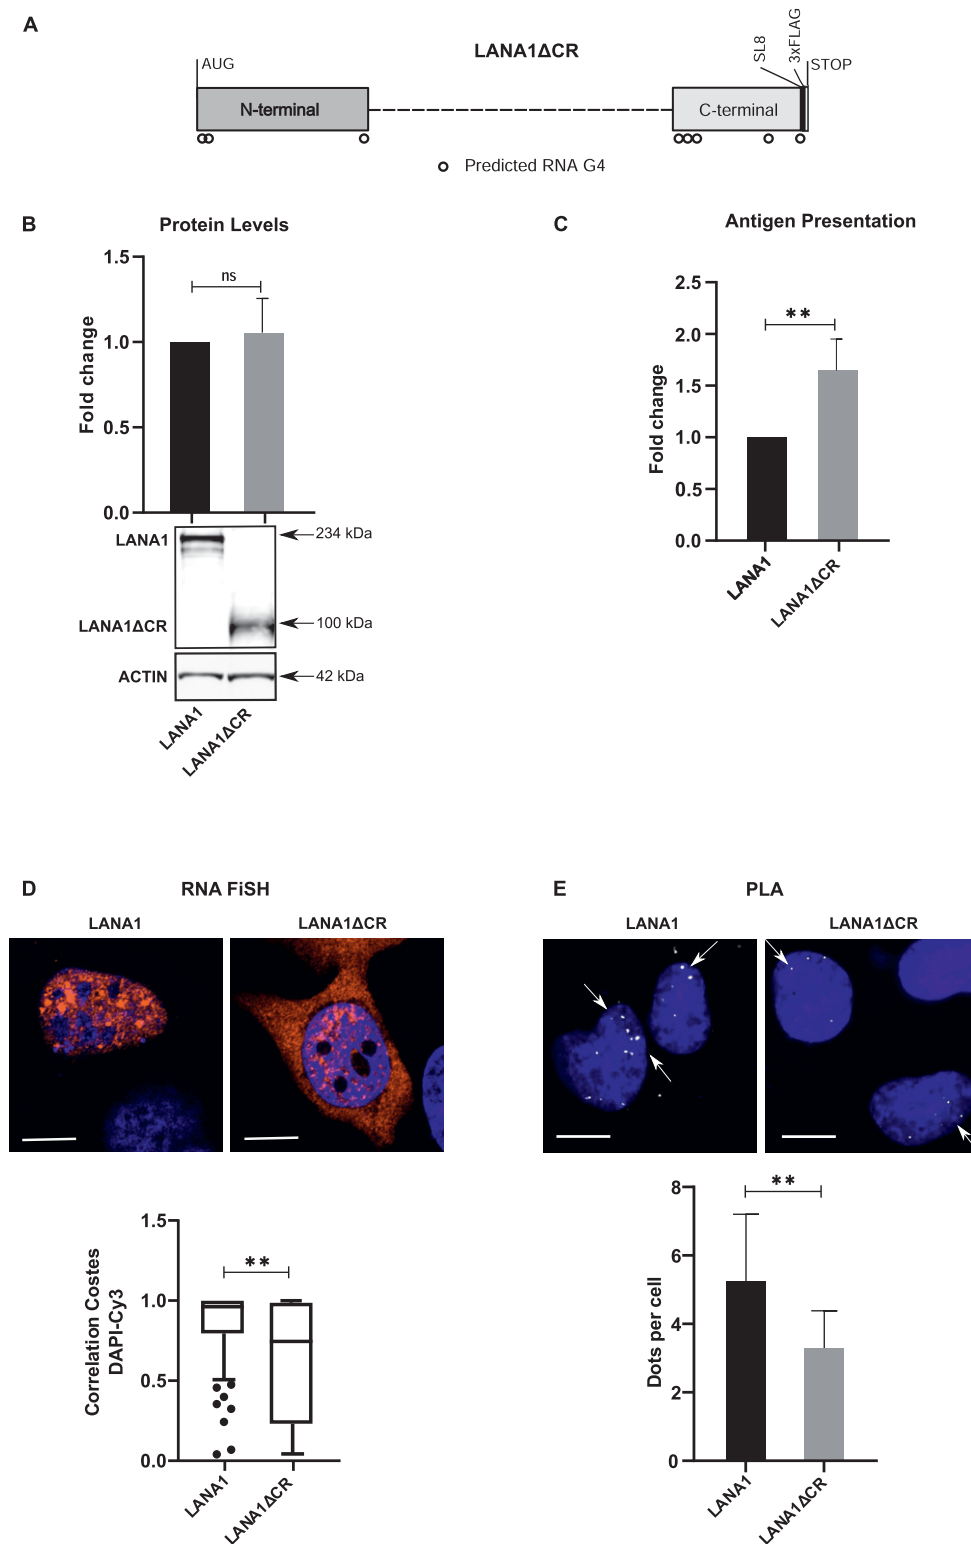 A
LANA1ΔCR
SL8
3xFLAG
AUG
STOP
N-terminal
C-terminal
Predicted RNA G4
B
Protein Levels
1.5
1.0
0.5
0.0
Fold change
ns
LANA1
234 kDa
LANA1ΔCR
100 kDa
ACTIN
42 kDa
LANA1
LANA1ΔCR
C
Antigen Presentation
2.5
2.0
1.5
1.0
0.5
0.0
Fold change
**
LANA1
LANA1ΔCR
D
RNA FiSH
LANA1
LANA1ΔCR
1.5
1.0
0.5
0.0
Correlation Costes
DAPI-Cy3
**
LANA1
LANA1ΔCR
E
PLA
LANA1
LANA1ΔCR
8
6
4
2
0
Dots per cell
**
LANA1
LANA1ΔCR